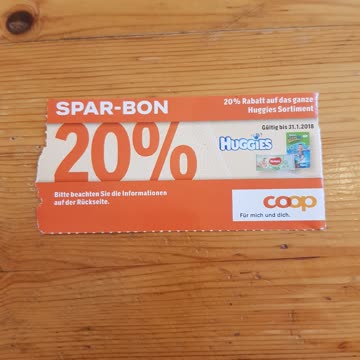 SPAR-BON
20% Rabatt auf das ganze
Huggies Sortiment
20%
Gültig bis 31.1.2018
HUGGIES
Bitte beachten Sie die Informationen
auf der Rückseite.
coop
Für mich und dich.